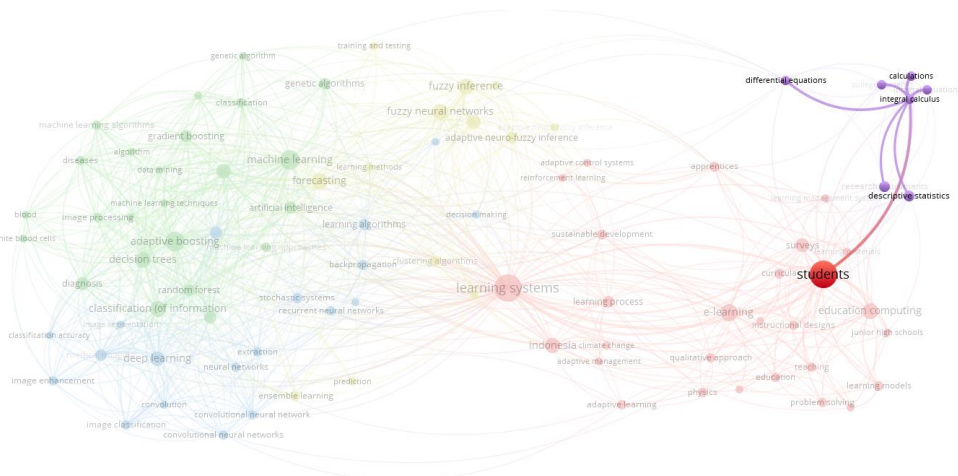 training and testing
genetic algorithm
differential equations
calculations
genetic algorithms
fuzzy inference
integral calculus
classification
fuzzy neural networks
machine learning algorithms
gradient boosting
adaptive neuro-fuzzy inference
algorithm
diseases
data mining
machine learning
learning methods
adaptive control systems
apprentices
forecasting
reinforcement learning
descriptive statistics
machine learning techniques
blood
image processing
artificial intelligence
decision making
learning algorithms
nite blood cells
adaptive boosting
sustainable development
surveys
decision trees
backpropagation
clustering algorithms
curricula
students
diagnosis
random forest
learning systems
stochastic systems
learning process
classification (of information
recurrent neural networks
e-learning
education computing
image segmentation
instructional designs
classification accuracy
junior high schools
indonesia
climate change
extraction
deep learning
qualitative approach
adaptive management
neural networks
teaching
image enhancement
prediction
education
learning models
ensemble learning
physics
convolution
adaptive learning
problem solving
convolutional neural network
image classification
convolutional neural networks